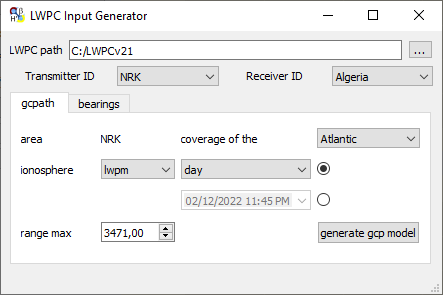 LWPC Input Generator
LWPC path C:/LWPCv21 ...
Transmitter ID NRK Receiver ID Algeria
gcpath bearings
area NRK coverage of the Atlantic
ionosphere lwpm day
02/12/2022 11:45 PM
range max 3471,00 generate gcp model